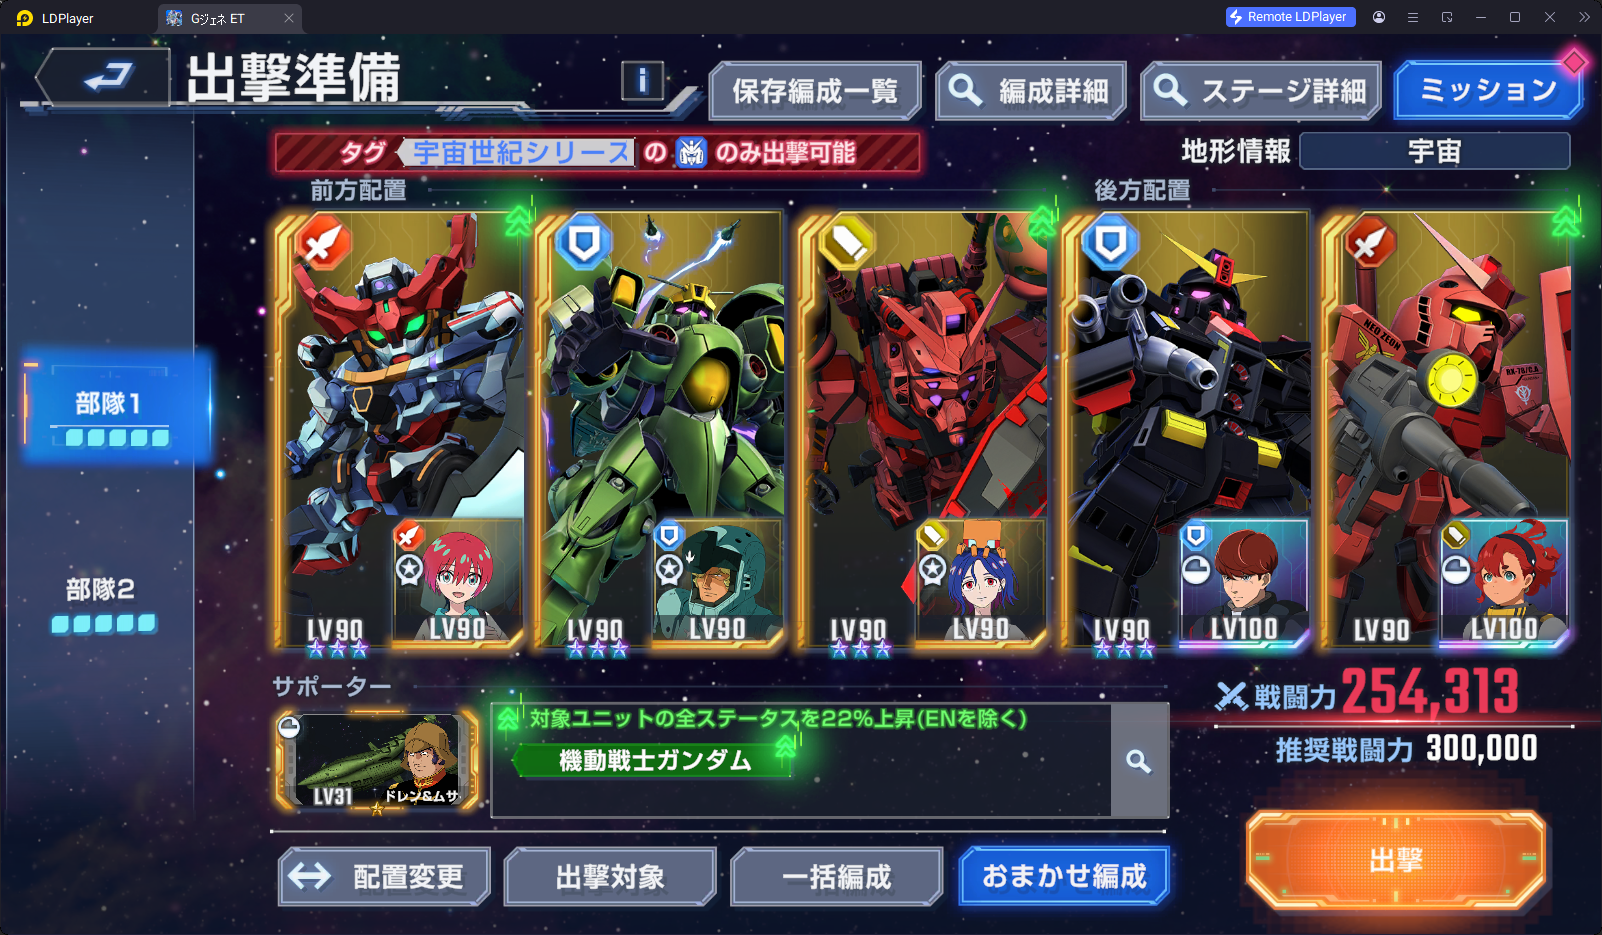 LDPlayer
Gジェネ ET
Remote LDPlayer
出撃準備
i
保存編成一覧
編成詳細
ステージ詳細
ミッション
タグ 宇宙世紀シリーズ の のみ出撃可能
地形情報 宇宙
前方配置
後方配置
部隊1
部隊2
NEO ZEON
RX-78/C.A
LV90 LV90
LV90 LV90
LV90 LV90
LV90 LV100
LV90 LV100
サポーター
LV31 ドレン&ムサ
対象ユニットの全ステータスを22%上昇(ENを除く)
機動戦士ガンダム
戦闘力 254,313
推奨戦闘力 300,000
配置変更
出撃対象
一括編成
おまかせ編成
出撃